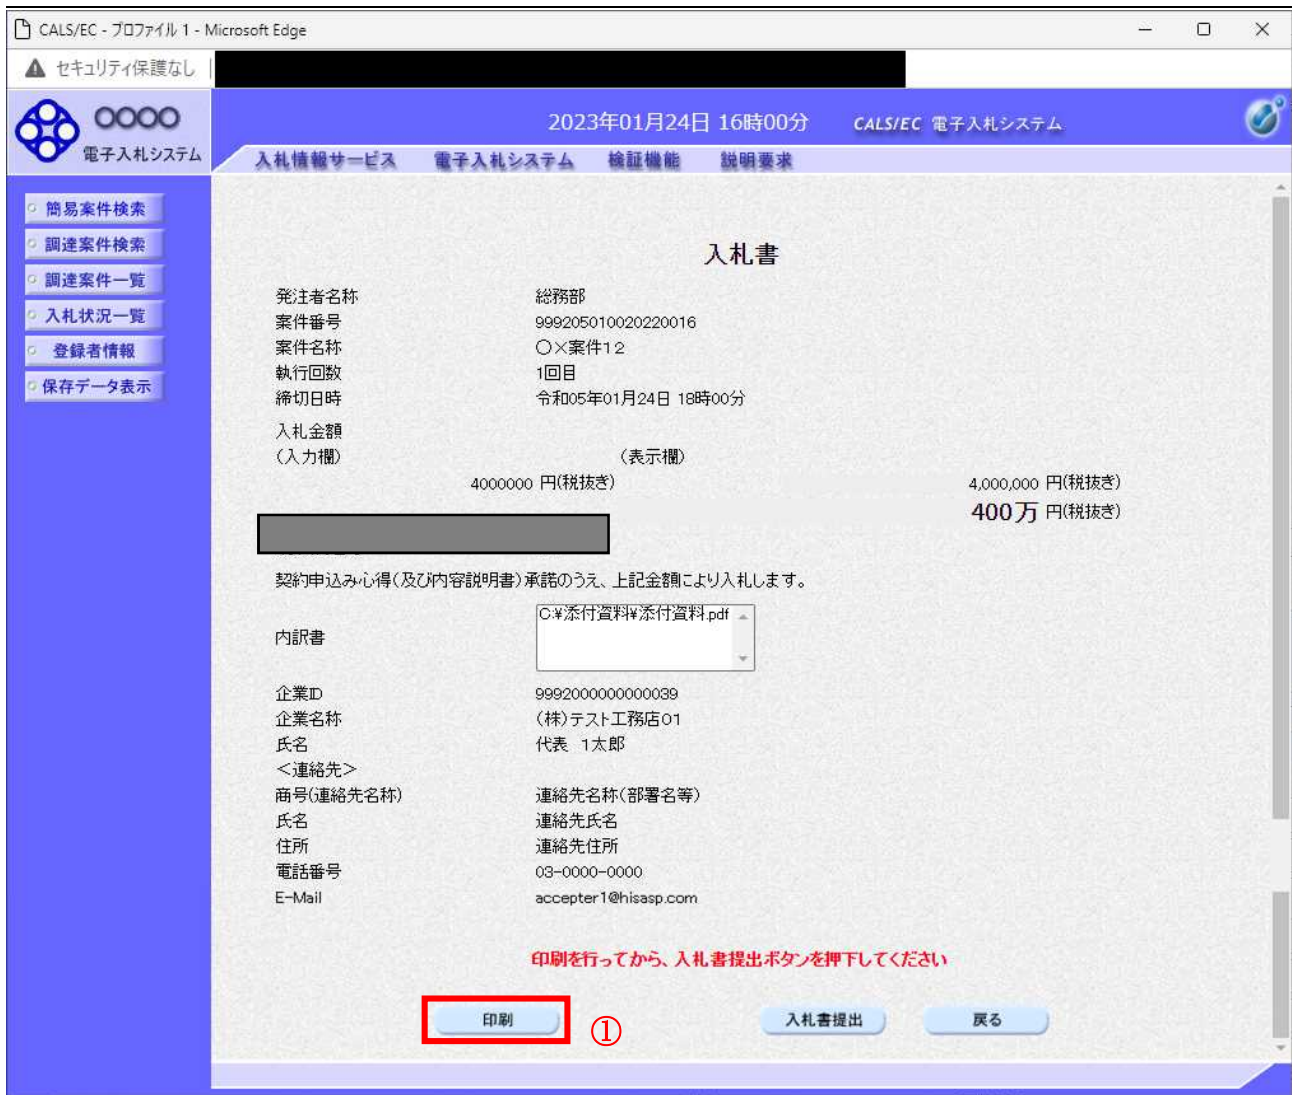 CALS/EC - プロファイル 1 - Microsoft Edge
セキュリティ保護なし
OOOO
電子入札システム
2023年01月24日 16時00分
CALS/EC 電子入札システム
入札情報サービス 電子入札システム 検証機能 説明要求
簡易案件検索
調達案件検索
調達案件一覧
入札状況一覧
登録者情報
保存データ表示
入札書
発注者名称 総務部
案件番号 999205010020220016
案件名称 〇×案件12
執行回数 1回目
締切日時 令和05年01月24日 18時00分
入札金額
(入力欄) (表示欄)
4000000 円(税抜き) 4,000,000 円(税抜き)
400万 円(税抜き)
契約申込み心得(及び内容説明書)承諾のうえ、上記金額により入札します。
内訳書 C:¥添付資料¥添付資料.pdf
企業ID 9992000000000039
企業名称 (株)テスト工務店01
氏名 代表 1太郎
<連絡先>
商号(連絡先名称) 連絡先名称(部署名等)
氏名 連絡先氏名
住所 連絡先住所
電話番号 03-0000-0000
E-Mail accepter1@hisasp.com
印刷を行ってから、入札書提出ボタンを押下してください
印刷 ① 入札書提出 戻る